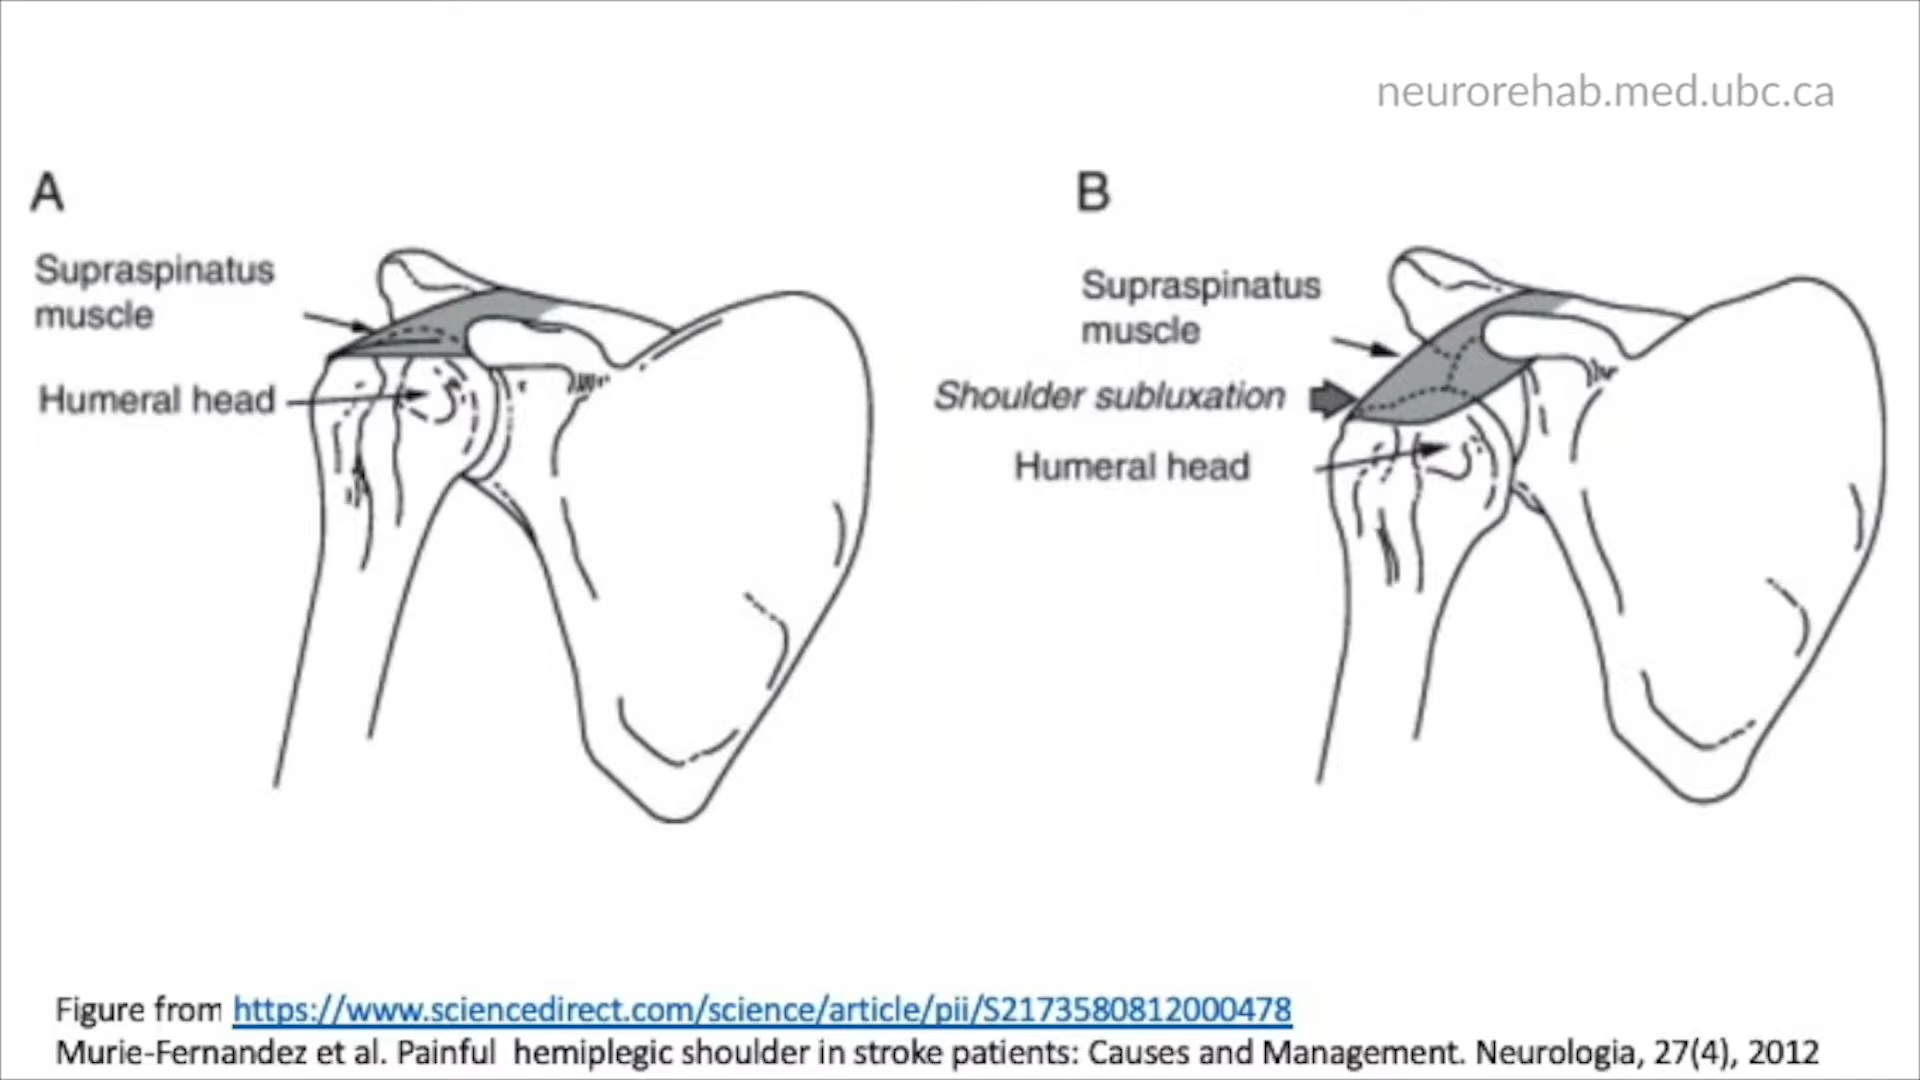 neurorehab.med.ubc.ca
A
Supraspinatus
muscle
Humeral head
B
Supraspinatus
muscle
Shoulder subluxation
Humeral head
Figure from https://www.sciencedirect.com/science/article/pii/S2173580812000478
Murie-Fernandez et al. Painful  hemiplegic shoulder in stroke patients: Causes and Management. Neurologia, 27(4), 2012